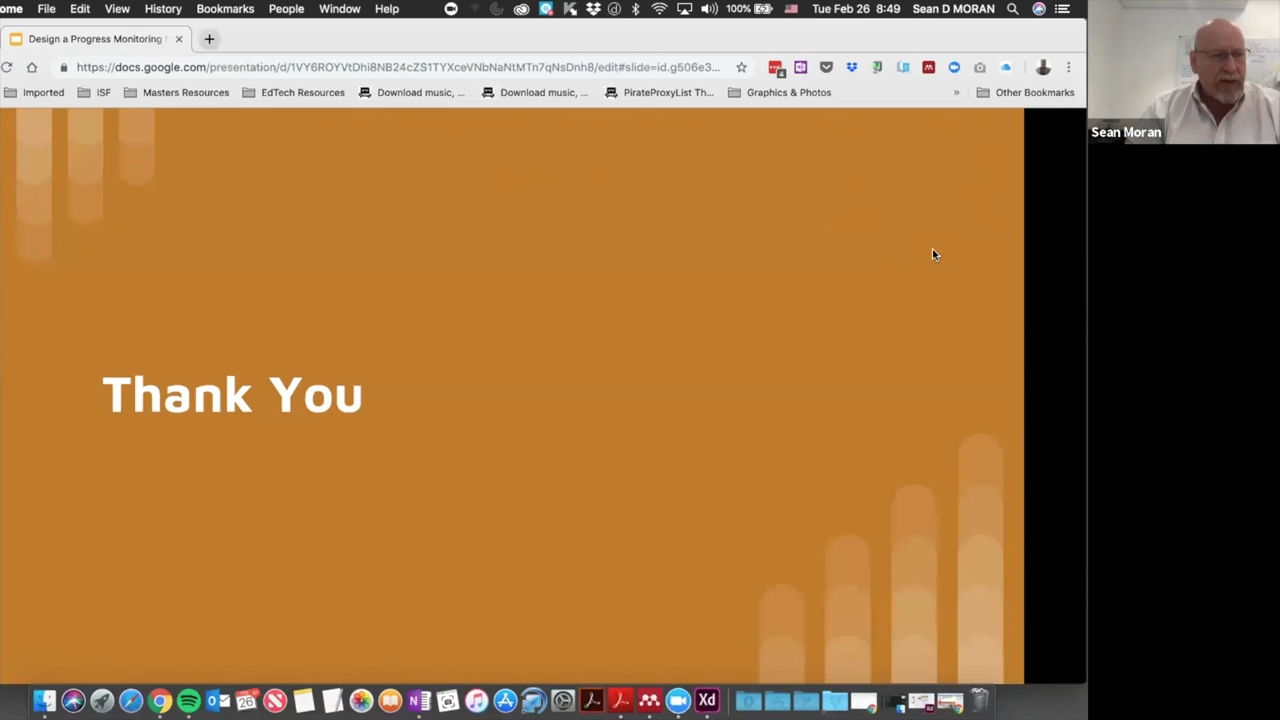 ome File Edit View History Bookmarks People Window Help 100% Tue Feb 26 8:49 Sean D MORAN
Design a Progress Monitoring
https://docs.google.com/presentation/d/1VY6ROYVtDhi8NB24cZS1TYXceVNbNaNtMTn7qNsDnh8/edit#slide=id.g506e3...
Imported ISF Masters Resources EdTech Resources Download music, ... Download music, ... PirateProxyList Th... Graphics & Photos » Other Bookmarks
Sean Moran
Thank You
26
Xd